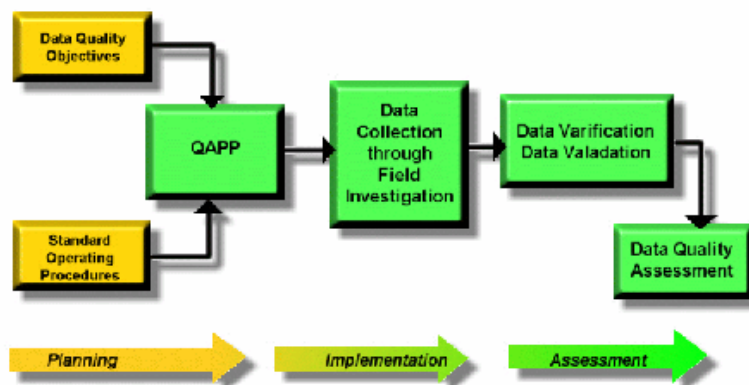 Data Quality
Objectives
QAPP
Standard
Operating
Procedures
Data
Collection
through
Field
Investigation
Data Varification
Data Valadation
Data Quality
Assessment
Planning
Implementation
Assessment